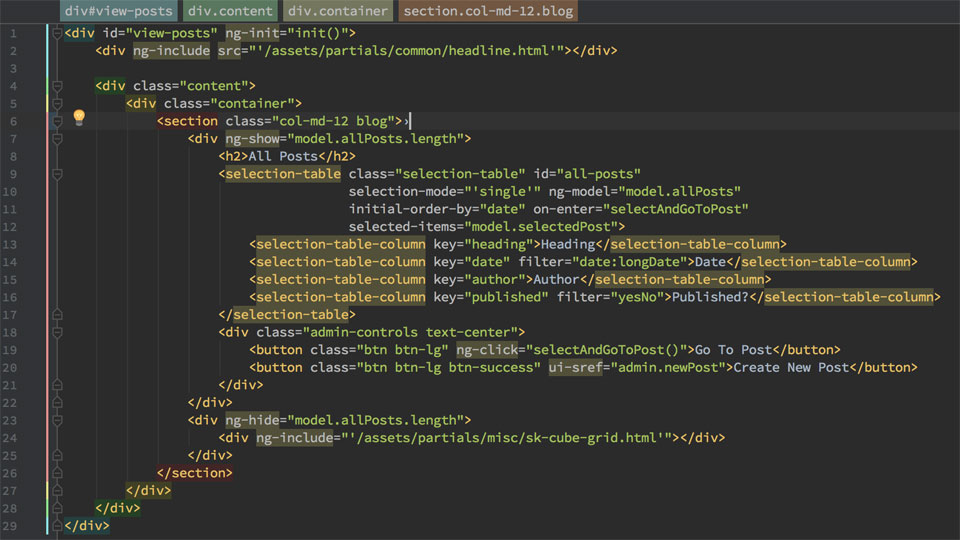 div#view-posts div.content div.container section.col-md-12.blog
1 <div id="view-posts" ng-init="init()">
2 <div ng-include src="'/assets/partials/common/headline.html'"></div>
3
4 <div class="content">
5 <div class="container">
6 <section class="col-md-12 blog">
7 <div ng-show="model.allPosts.length">
8 <h2>All Posts</h2>
9 <selection-table class="selection-table" id="all-posts"
10 selection-mode="'single'" ng-model="model.allPosts"
11 initial-order-by="date" on-enter="selectAndGoToPost"
12 selected-items="model.selectedPost">
13 <selection-table-column key="heading">Heading</selection-table-column>
14 <selection-table-column key="date" filter="date:longDate">Date</selection-table-column>
15 <selection-table-column key="author">Author</selection-table-column>
16 <selection-table-column key="published" filter="yesNo">Published?</selection-table-column>
17 </selection-table>
18 <div class="admin-controls text-center">
19 <button class="btn btn-lg" ng-click="selectAndGoToPost()">Go To Post</button>
20 <button class="btn btn-lg btn-success" ui-sref="admin.newPost">Create New Post</button>
21 </div>
22 </div>
23 <div ng-hide="model.allPosts.length">
24 <div ng-include="'/assets/partials/misc/sk-cube-grid.html'"></div>
25 </div>
26 </section>
27 </div>
28 </div>
29 </div>